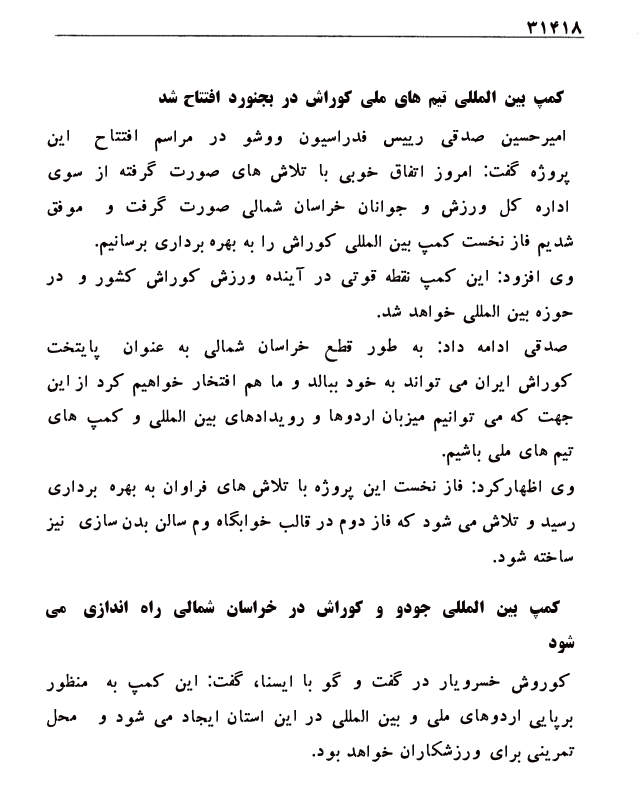 ۳۱۴۱۸
کمپ بین المللی تیم های ملی کوراش در بجنورد افتتاح شد
امیرحسین صدقی رییس فدراسیون ووشو در مراسم افتتاح این
پروژه گفت: امروز اتفاق خوبی با تلاش های صورت گرفته از سوی
اداره کل ورزش و جوانان خراسان شمالی صورت گرفت و موفق
شدیم فاز نخست کمپ بین المللی کوراش را به بهره برداری برسانیم.
وی افزود: این کمپ نقطه قوتی در آینده ورزش کوراش کشور و در
حوزه بین المللی خواهد شد.
صدقی ادامه داد: به طور قطع خراسان شمالی به عنوان پایتخت
کوراش ایران می تواند به خود ببالد و ما هم افتخار خواهیم کرد از این
جهت که می توانیم میزبان اردوها و رویدادهای بین المللی و کمپ های
تیم های ملی باشیم.
وی اظهارکرد: فاز نخست این پروژه با تلاش های فراوان به بهره برداری
رسید و تلاش می شود که فاز دوم در قالب خوابگاه وم سالن بدن سازی نیز
ساخته شود.
کمپ بین المللی جودو و کوراش در خراسان شمالی راه اندازی می
شود
کوروش خسرویار در گفت و گو با ایسنا، گفت: این کمپ به منظور
برپایی اردوهای ملی و بین المللی در این استان ایجاد می شود و محل
تمرینی برای ورزشکاران خواهد بود.